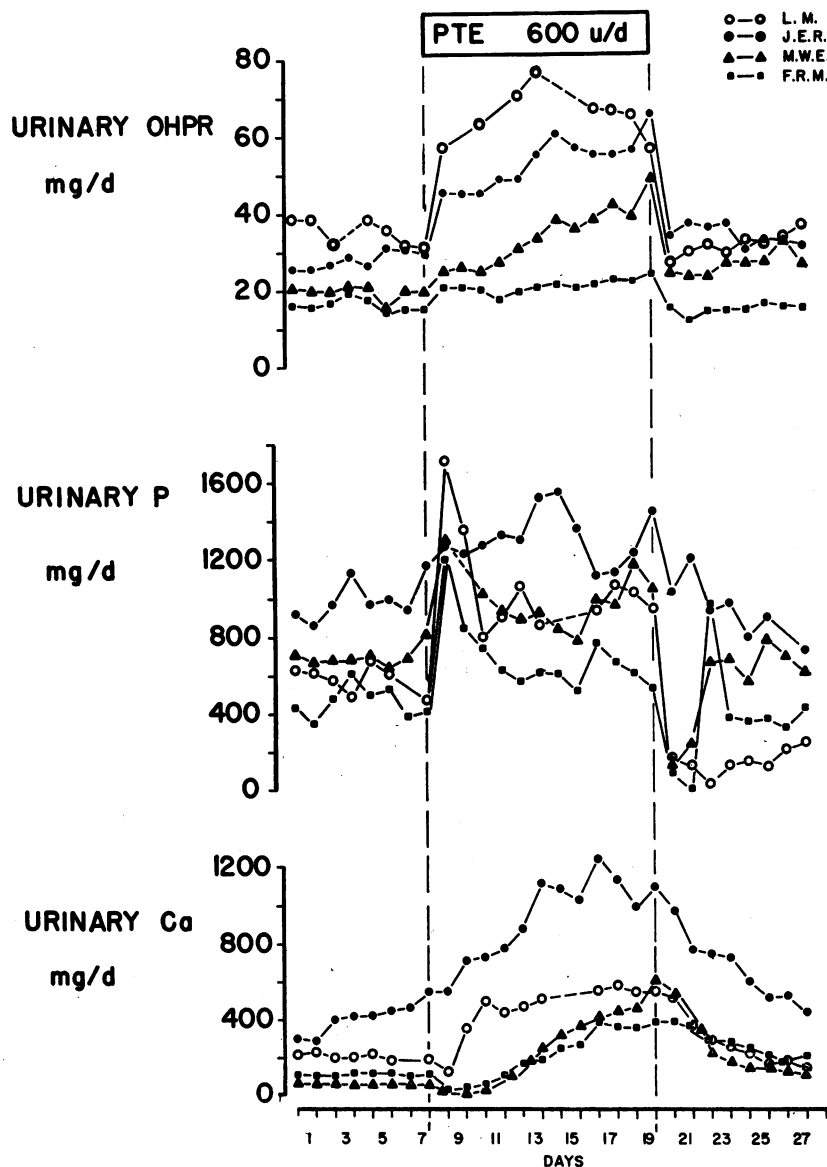 PTE 600 u/d
L.M.
J.E.R.
M.W.E.
F.R.M.
URINARY OHPR
mg/d
80
60
40
20
0
URINARY P
mg/d
1600
1200
800
400
0
URINARY Ca
mg/d
1200
800
400
0
1 3 5 7 9 11 13 15 17 19 21 23 25 27
DAYS